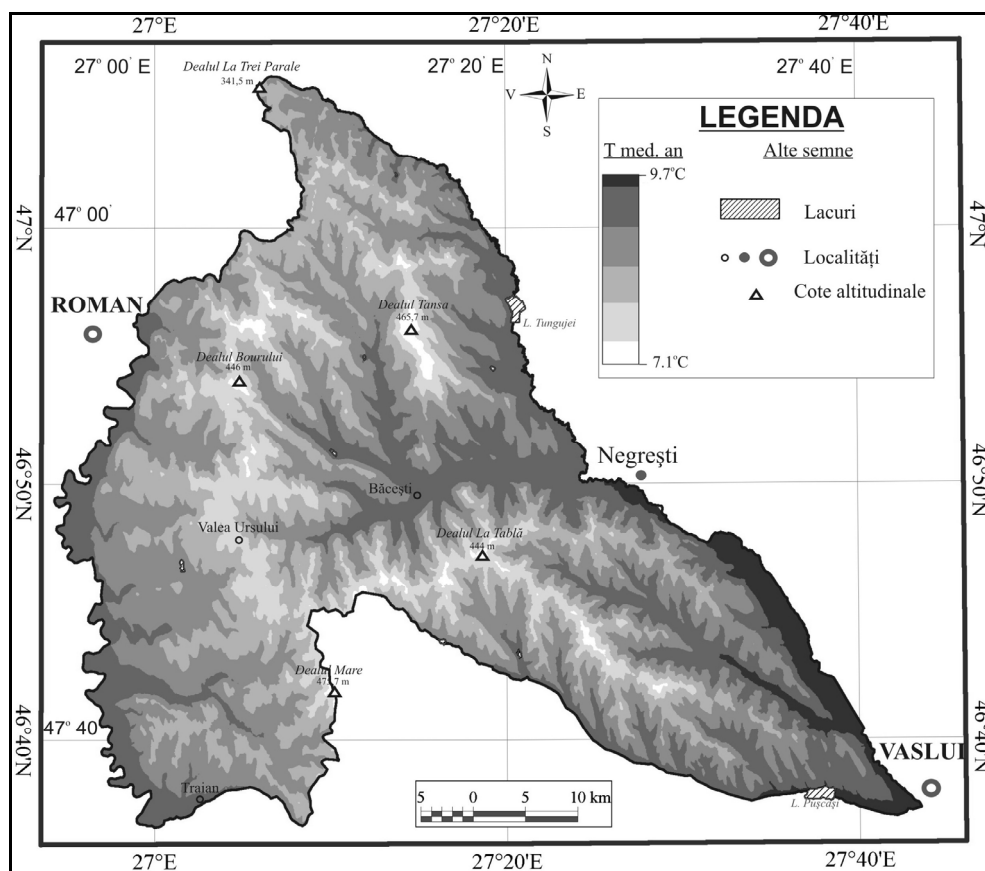 27°E
27°20'E
27°40'E
27° 00' E
27° 20' E
27° 40' E
Dealul La Trei Parale
341,5 m
N
V
E
S
LEGENDA
T med. an
Alte semne
9.7°C
7.1°C
Lacuri
Localități
Cote altitudinale
47°N
47° 00'
47°N
ROMAN
Dealul Tansa
465,7 m
L. Tungujei
Dealul Bourului
446 m
Negrești
46°50'N
46°50'N
Băcești
Valea Ursului
Dealul La Tablă
444 m
Dealul Mare
46°40'N
47° 40'
46°40'N
VASLUI
Traian
L. Pușcași
5
0
5
10 km
27°E
27°20'E
27°40'E